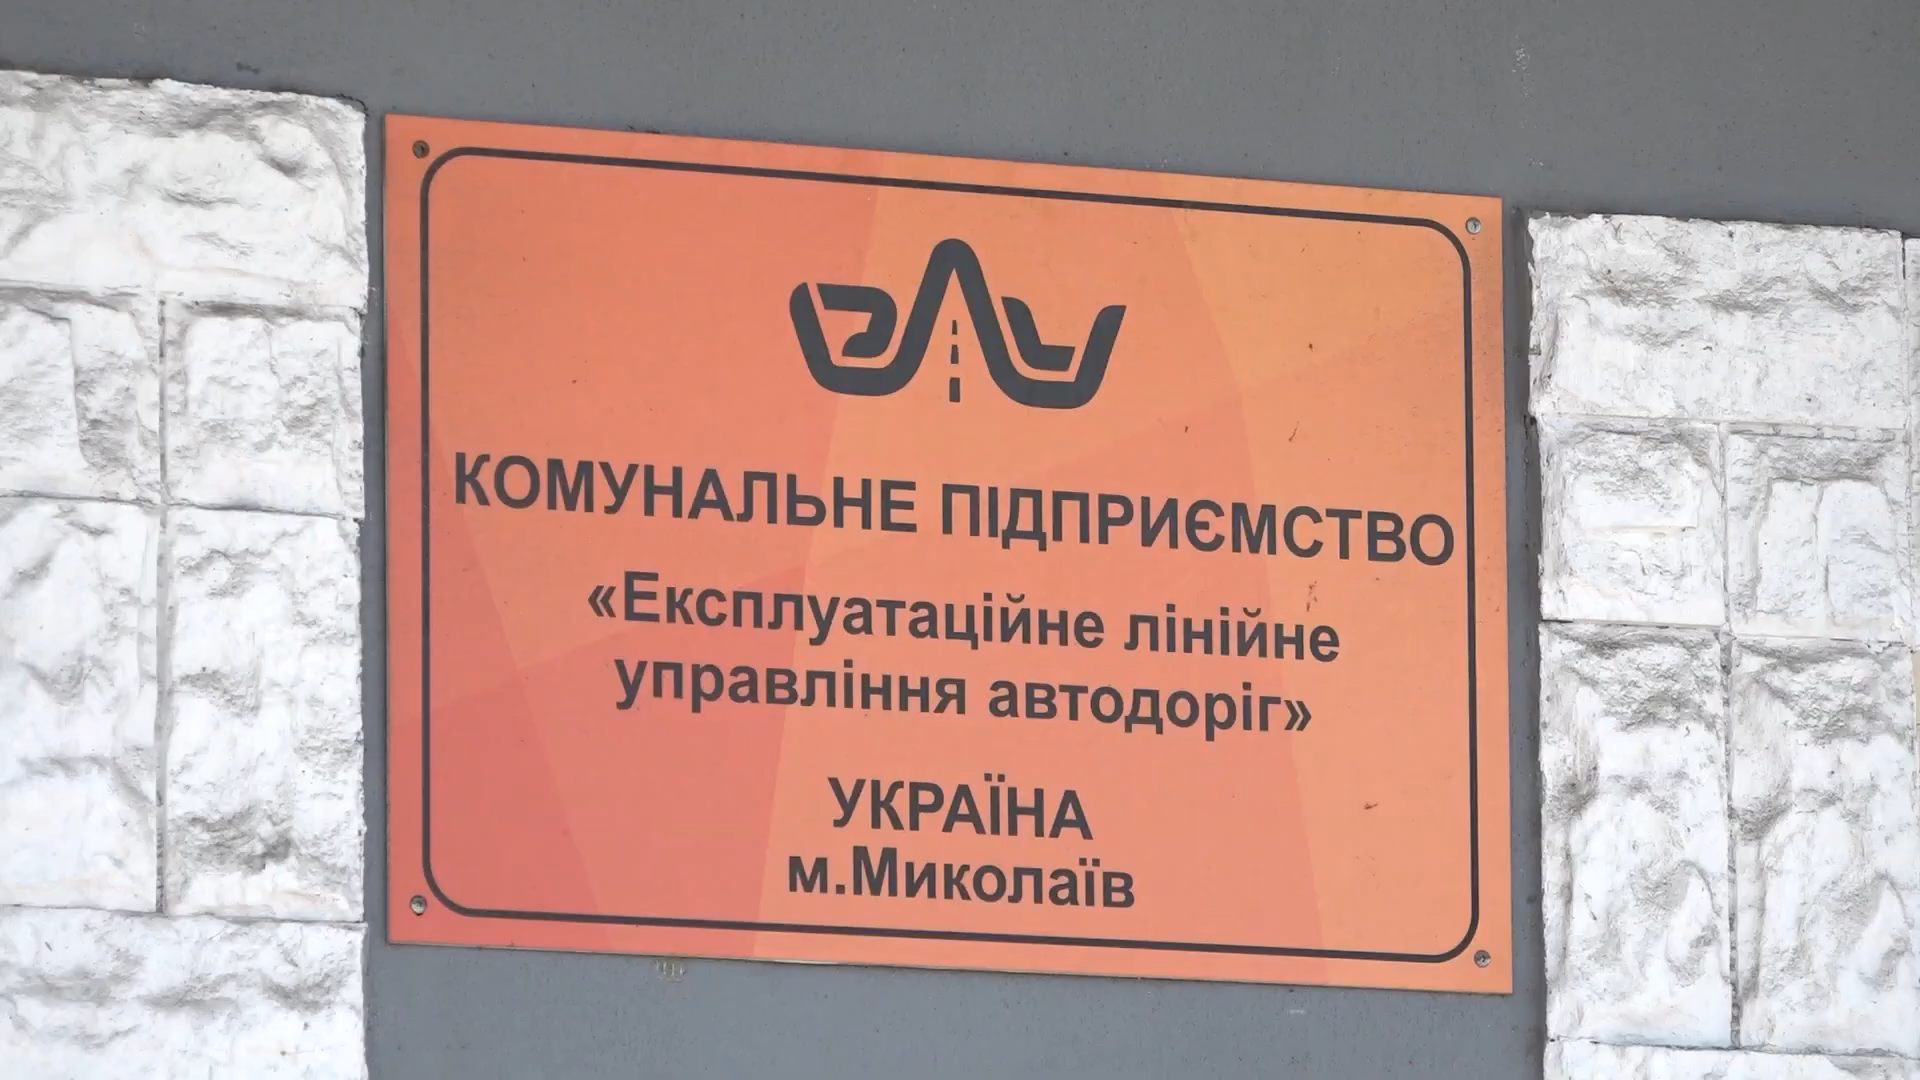 КОМУНАЛЬНЕ ПІДПРИЄМСТВО
«Експлуатаційне лінійне
управління автодоріг»
УКРАЇНА
м.Миколаїв